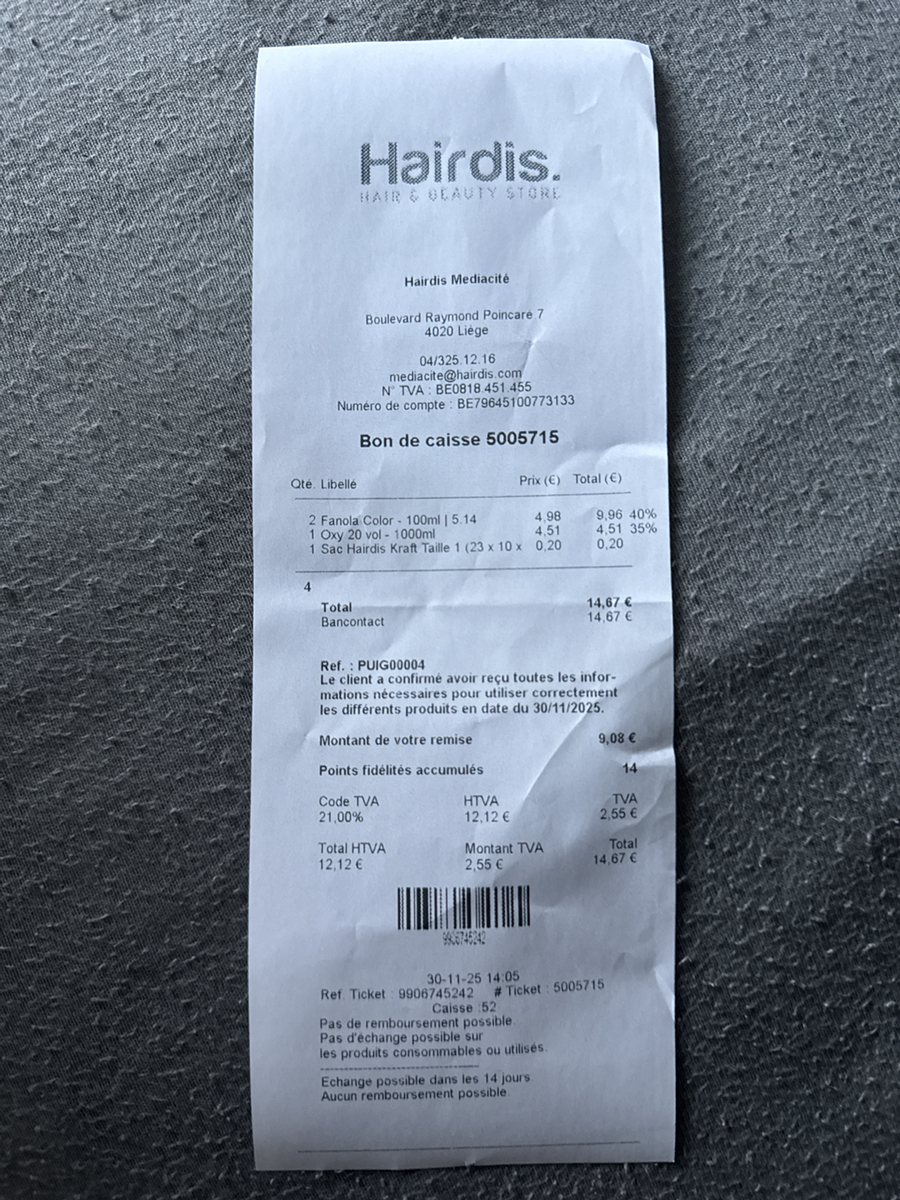 Hairdis.
HAIR & BEAUTY STORE
Hairdis Mediacité
Boulevard Raymond Poincaré 7
4020 Liège
04/325.12.16
mediacite@hairdis.com
N° TVA : BE0818.451.455
Numéro de compte : BE79645100773133
Bon de caisse 5005715
Qté. Libellé Prix (€) Total (€)
2 Fanola Color - 100ml | 5.14 4,98 9,96 40%
1 Oxy 20 vol - 1000ml 4,51 4,51 35%
1 Sac Hairdis Kraft Taille 1 (23 x 10 x 0,20 0,20
4
Total 14,67 €
Bancontact 14,67 €
Ref. : PUIG00004
Le client a confirmé avoir reçu toutes les infor-
mations nécessaires pour utiliser correctement
les différents produits en date du 30/11/2025.
Montant de votre remise 9,08 €
Points fidélités accumulés 14
Code TVA HTVA TVA
21,00% 12,12 € 2,55 €
Total HTVA Montant TVA Total
12,12 € 2,55 € 14,67 €
9906745242
30-11-25 14:05
Ref. Ticket : 9906745242 # Ticket : 5005715
Caisse :52
Pas de remboursement possible.
Pas d'échange possible sur
les produits consommables ou utilisés.
Echange possible dans les 14 jours.
Aucun remboursement possible.